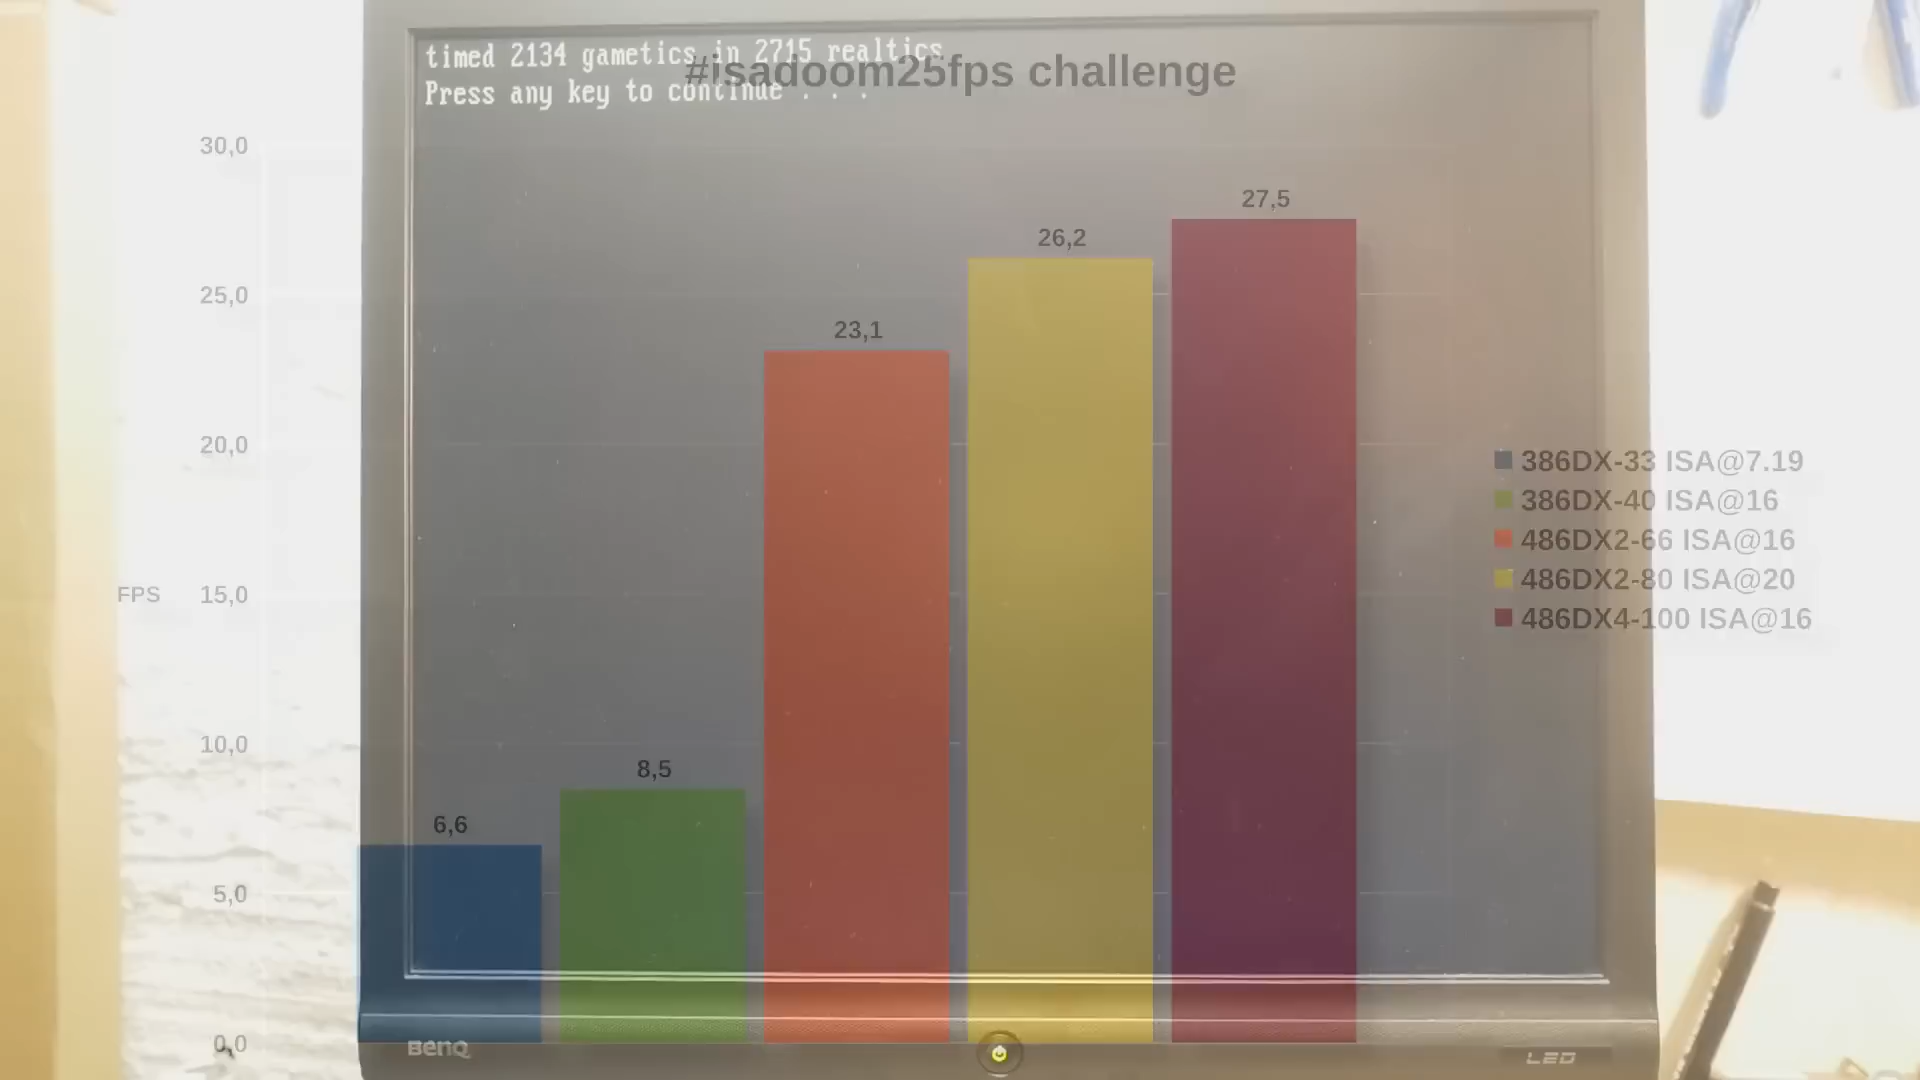 timed 2134 gametics in 2715 realtics
#isadoom25fps challenge
Press any key to continue . . .
30,0
27,5
26,2
25,0
23,1
20,0
386DX-33 ISA@7.19
386DX-40 ISA@16
486DX2-66 ISA@16
486DX2-80 ISA@20
486DX4-100 ISA@16
FPS
15,0
10,0
8,5
6,6
5,0
0,0
BenQ
LED